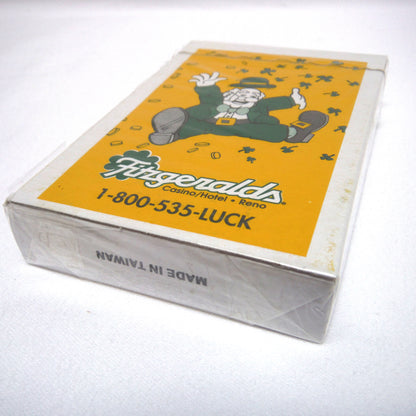 Fitzgeralds
Casino/Hotel • Reno
1-800-535-LUCK
MADE IN TAIWAN